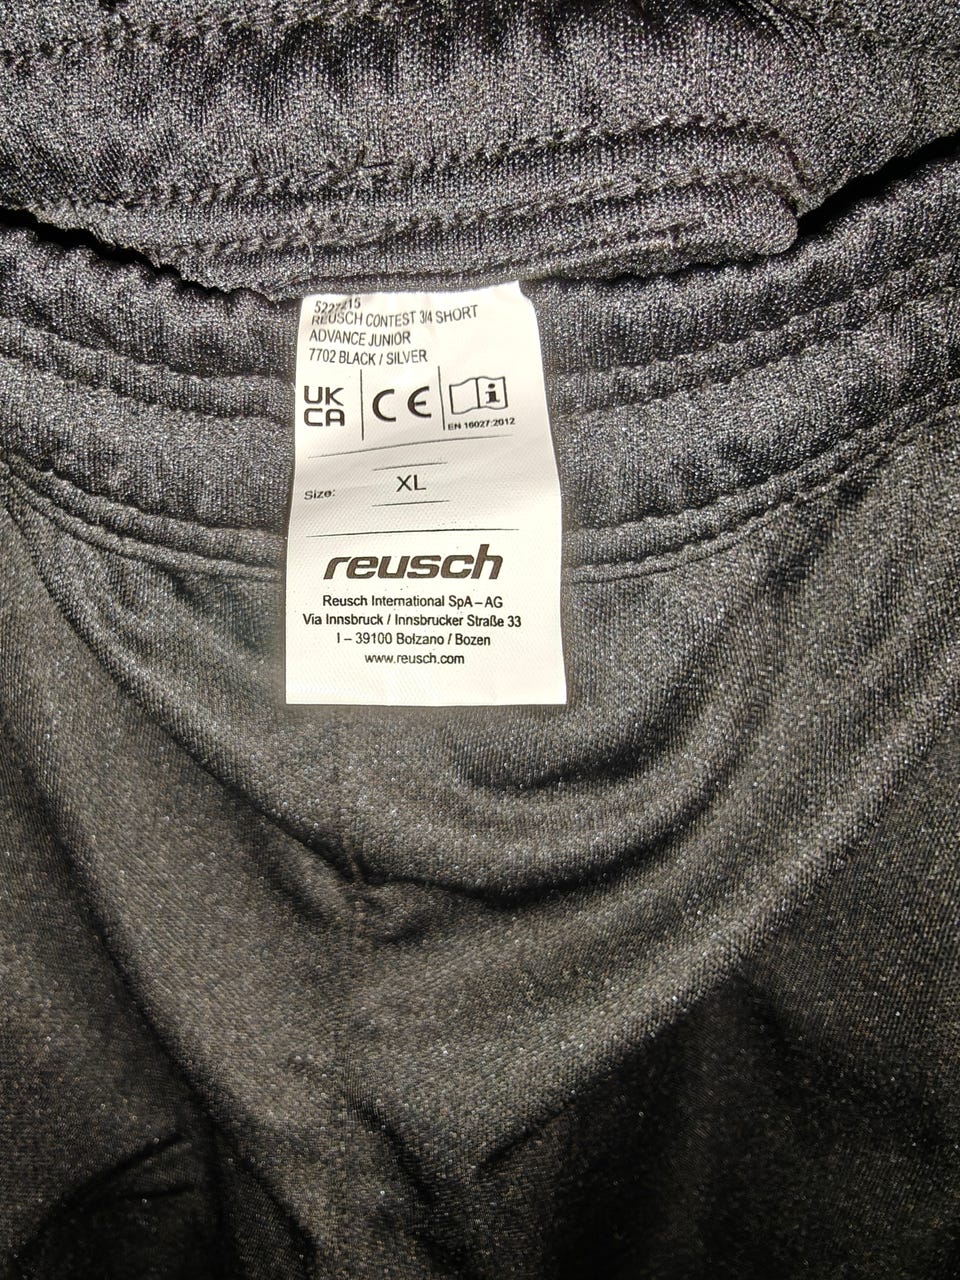 5227215
REUSCH CONTEST 3/4 SHORT
ADVANCE JUNIOR
7702 BLACK / SILVER
UK
CA
CE
i
EN 16027:2012
Size: XL
reusch
Reusch International SpA – AG
Via Innsbruck / Innsbrucker Straße 33
I – 39100 Bolzano / Bozen
www.reusch.com